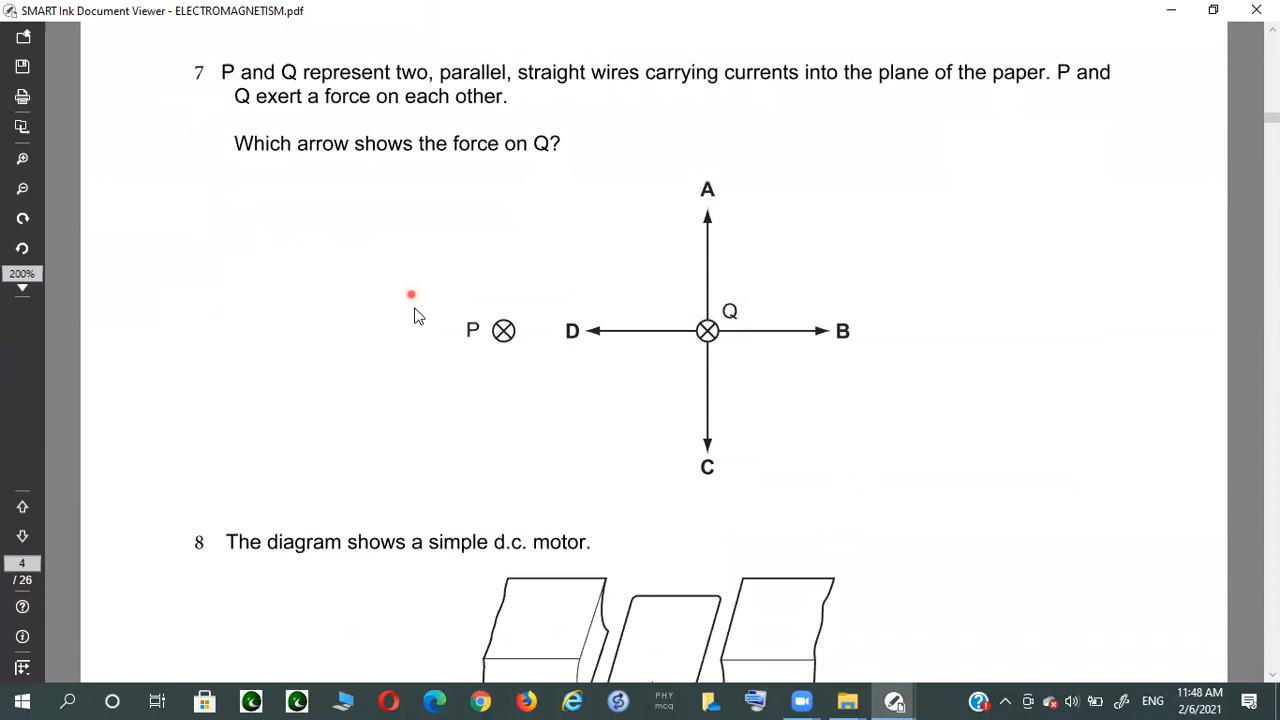 SMART Ink Document Viewer - ELECTROMAGNETISM.pdf
7 P and Q represent two, parallel, straight wires carrying currents into the plane of the paper. P and
Q exert a force on each other.
Which arrow shows the force on Q?
A
Q
P
D
B
C
8 The diagram shows a simple d.c. motor.
200%
4
/ 26
PHY
mcq
ENG
11:48 AM
2/6/2021